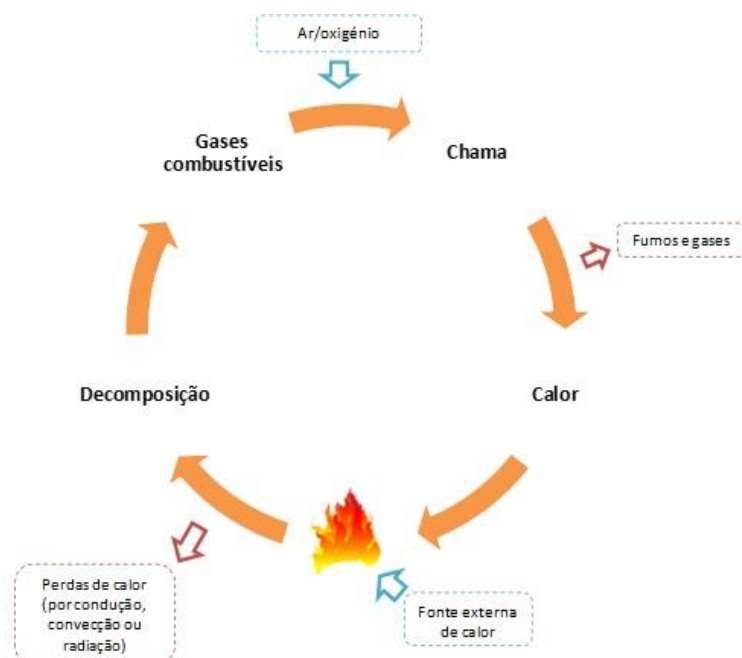 Ar/oxigénio
Gases
combustíveis
Chama
Fumos e gases
Decomposição
Calor
Perdas de calor
(por condução,
convecção ou
radiação)
Fonte externa
de calor